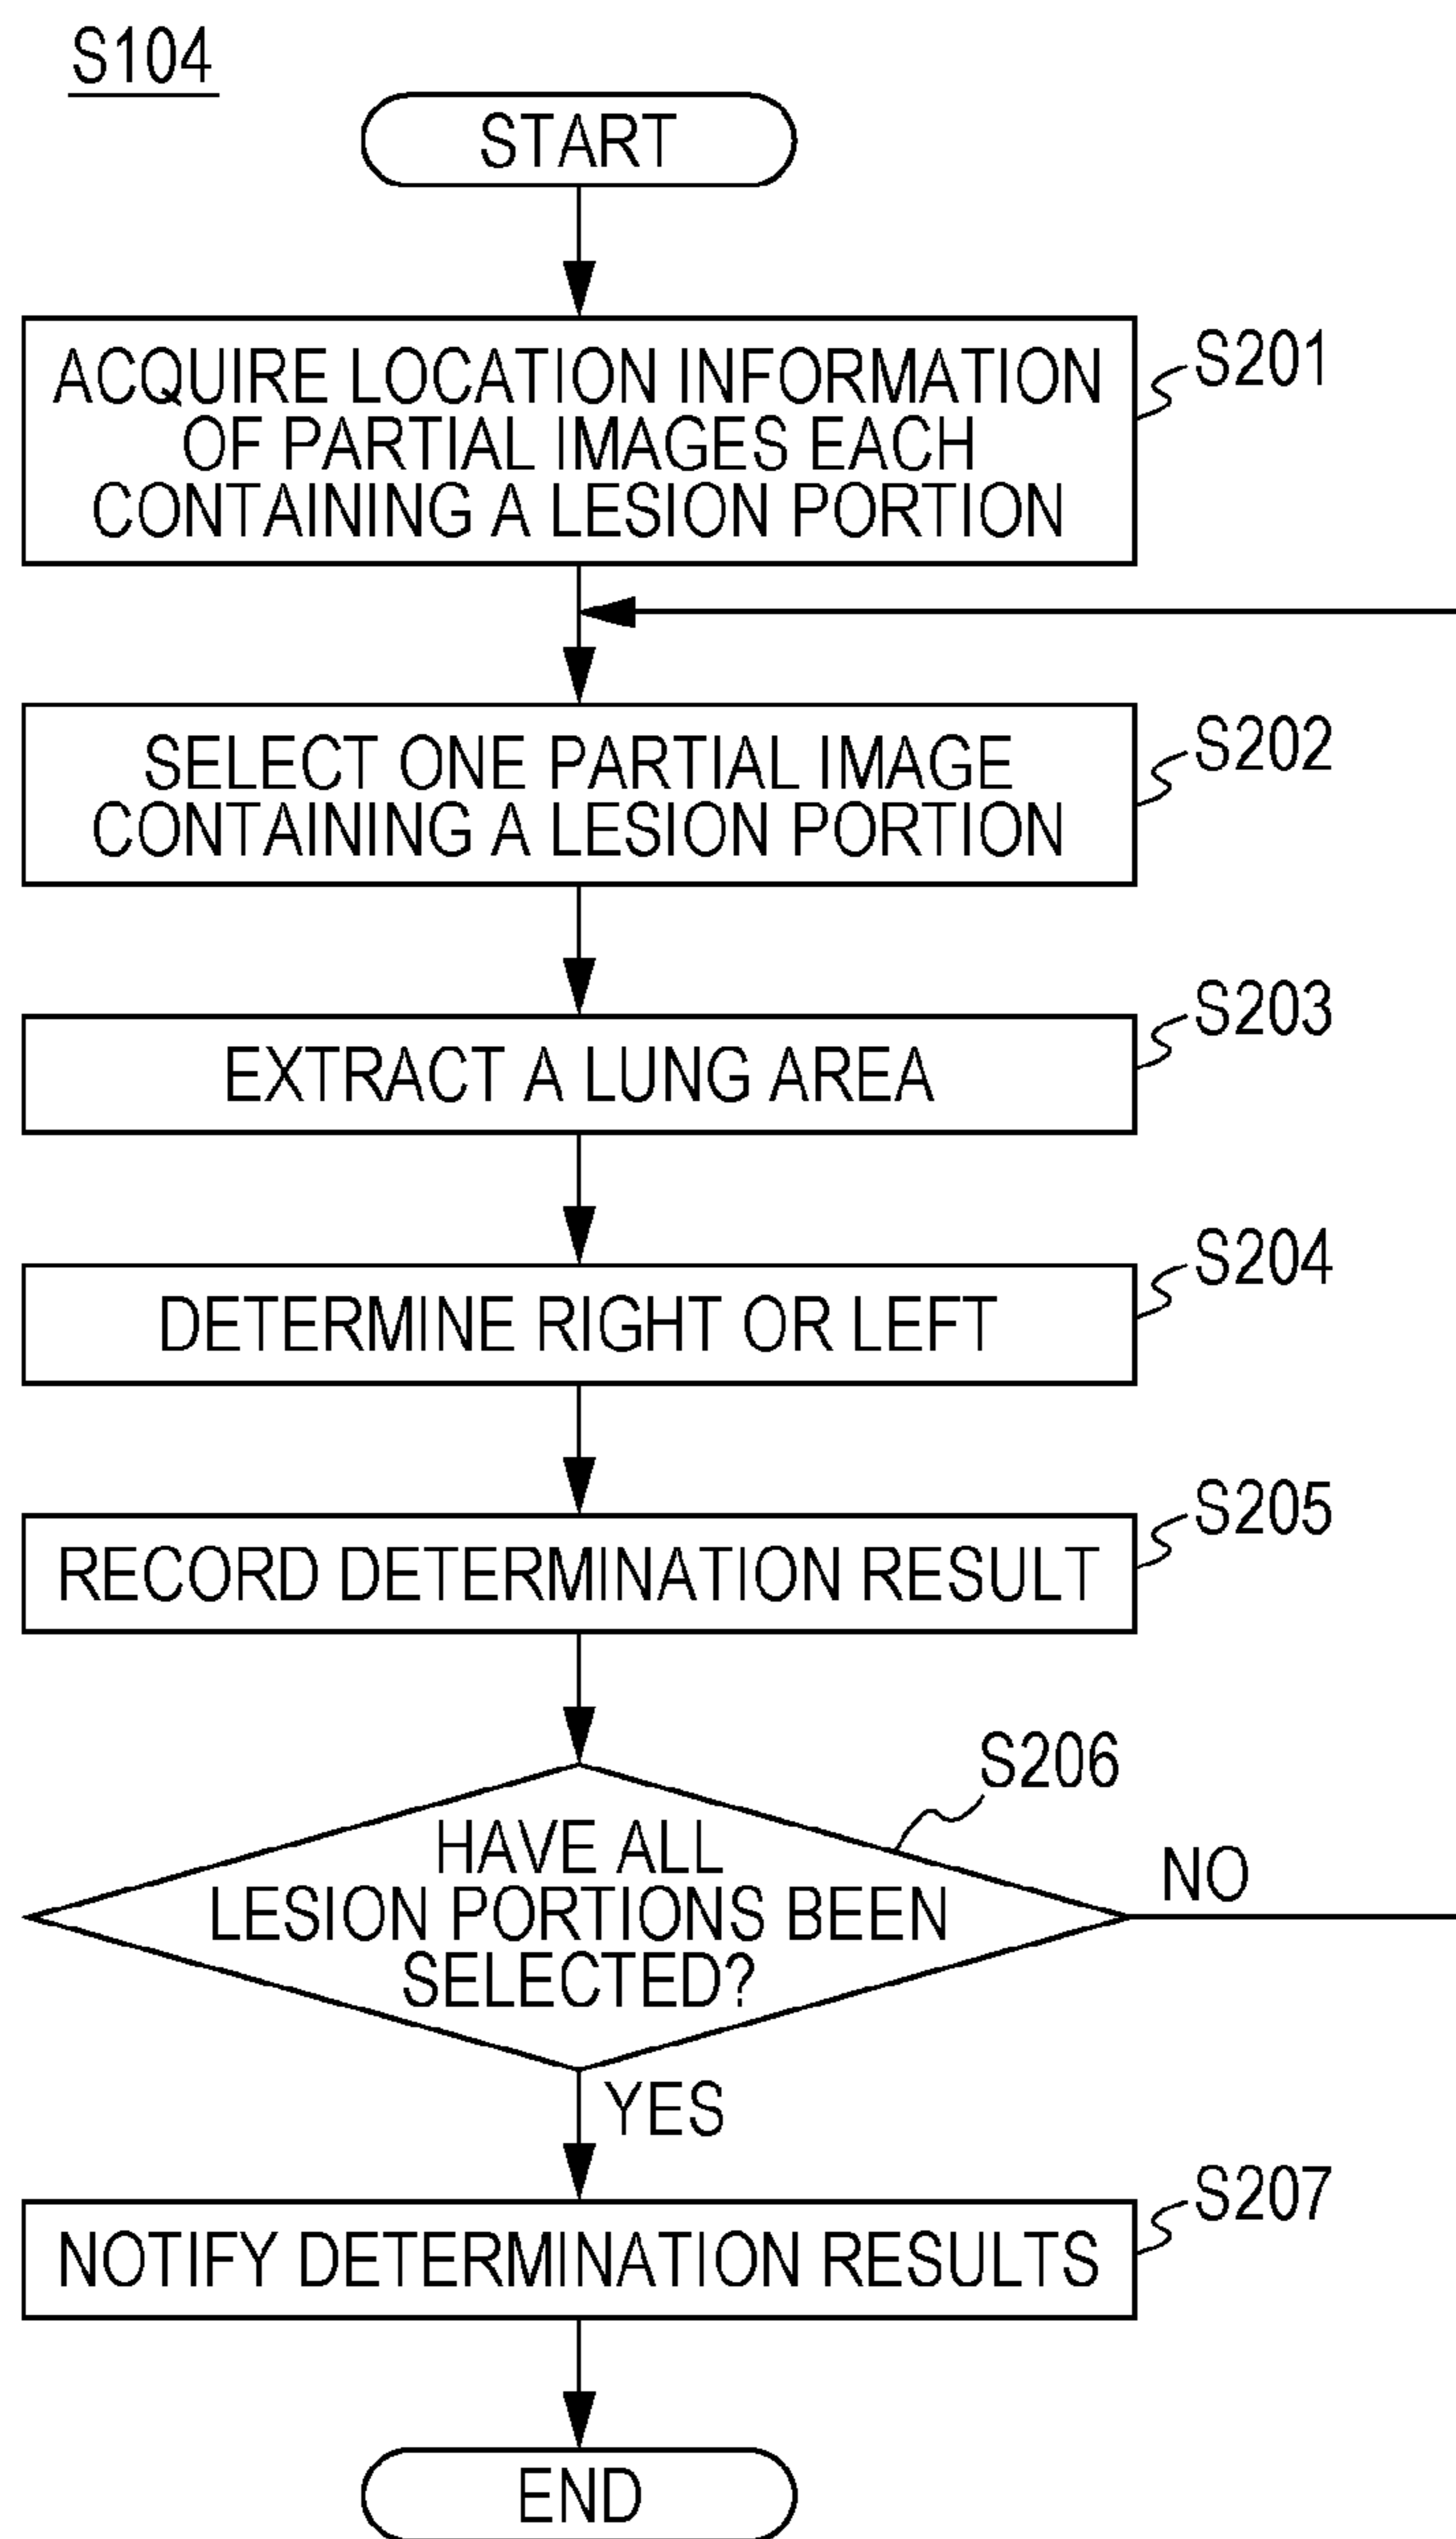 S104
START
ACQUIRE LOCATION INFORMATION
OF PARTIAL IMAGES EACH
CONTAINING A LESION PORTION
S201
SELECT ONE PARTIAL IMAGE
CONTAINING A LESION PORTION
S202
EXTRACT A LUNG AREA
S203
DETERMINE RIGHT OR LEFT
S204
RECORD DETERMINATION RESULT
S205
HAVE ALL
LESION PORTIONS BEEN
SELECTED?
S206
NO
YES
NOTIFY DETERMINATION RESULTS
S207
END